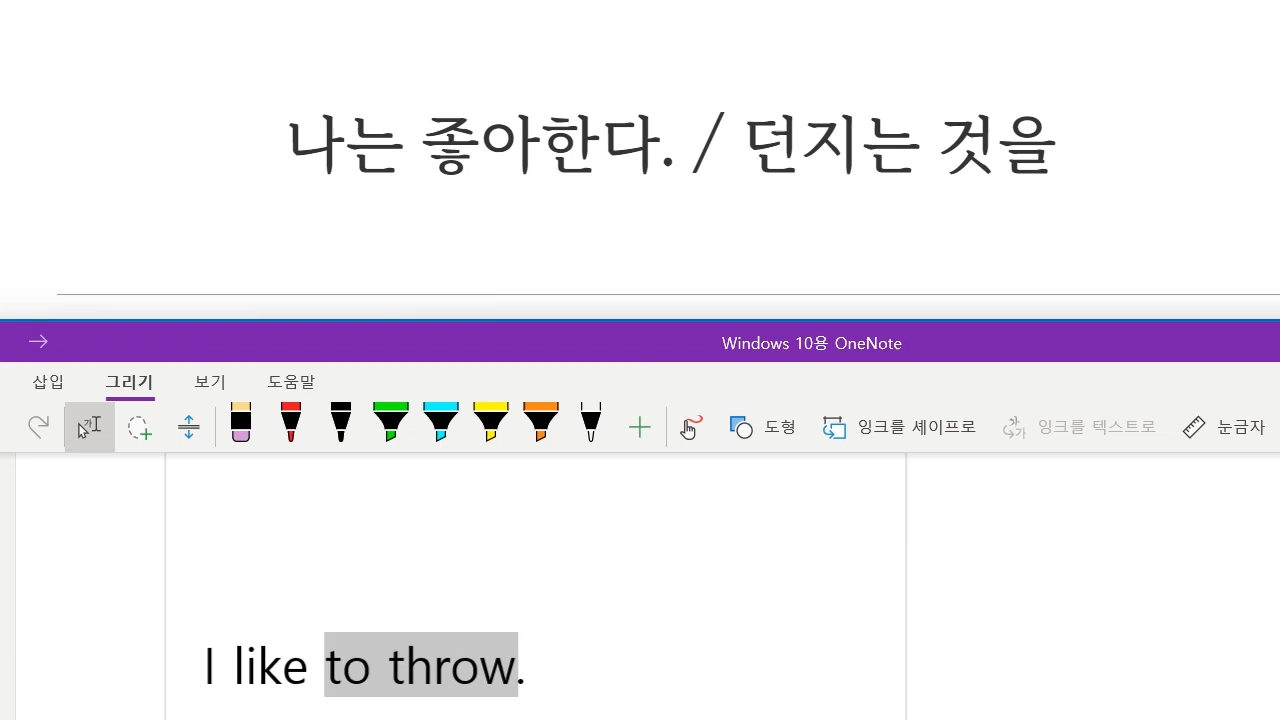 나는 좋아한다. / 던지는 것을
Windows 10용 OneNote
삽입 그리기 보기 도움말
가 도형 잉크를 셰이프로 가 잉크를 텍스트로 눈금자
I like to throw.